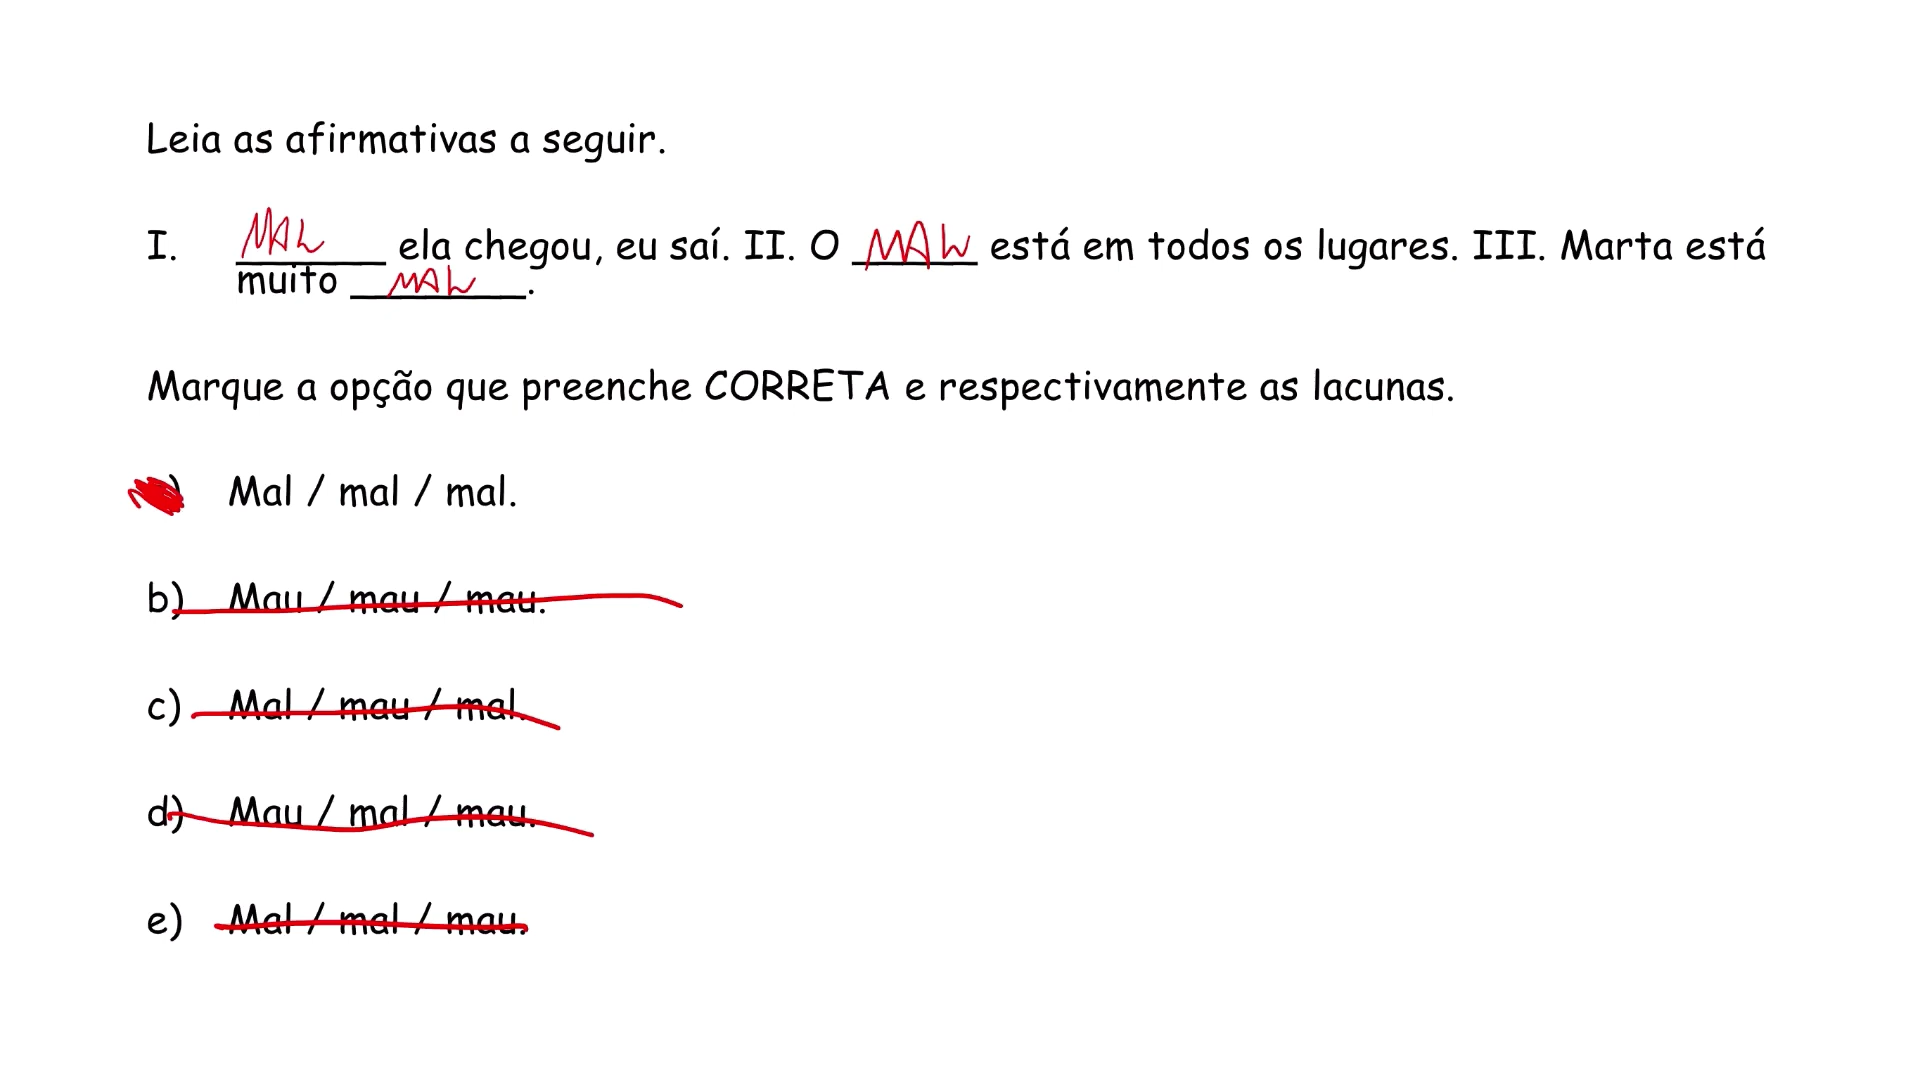 Leia as afirmativas a seguir.
I. MAL ela chegou, eu saí. II. O MAL está em todos os lugares. III. Marta está
muito MAL.
Marque a opção que preenche CORRETA e respectivamente as lacunas.
) Mal / mal / mal.
b) Mau / mau / mau.
c) Mal / mau / mal.
d) Mau / mal / mau.
e) Mal / mal / mau.